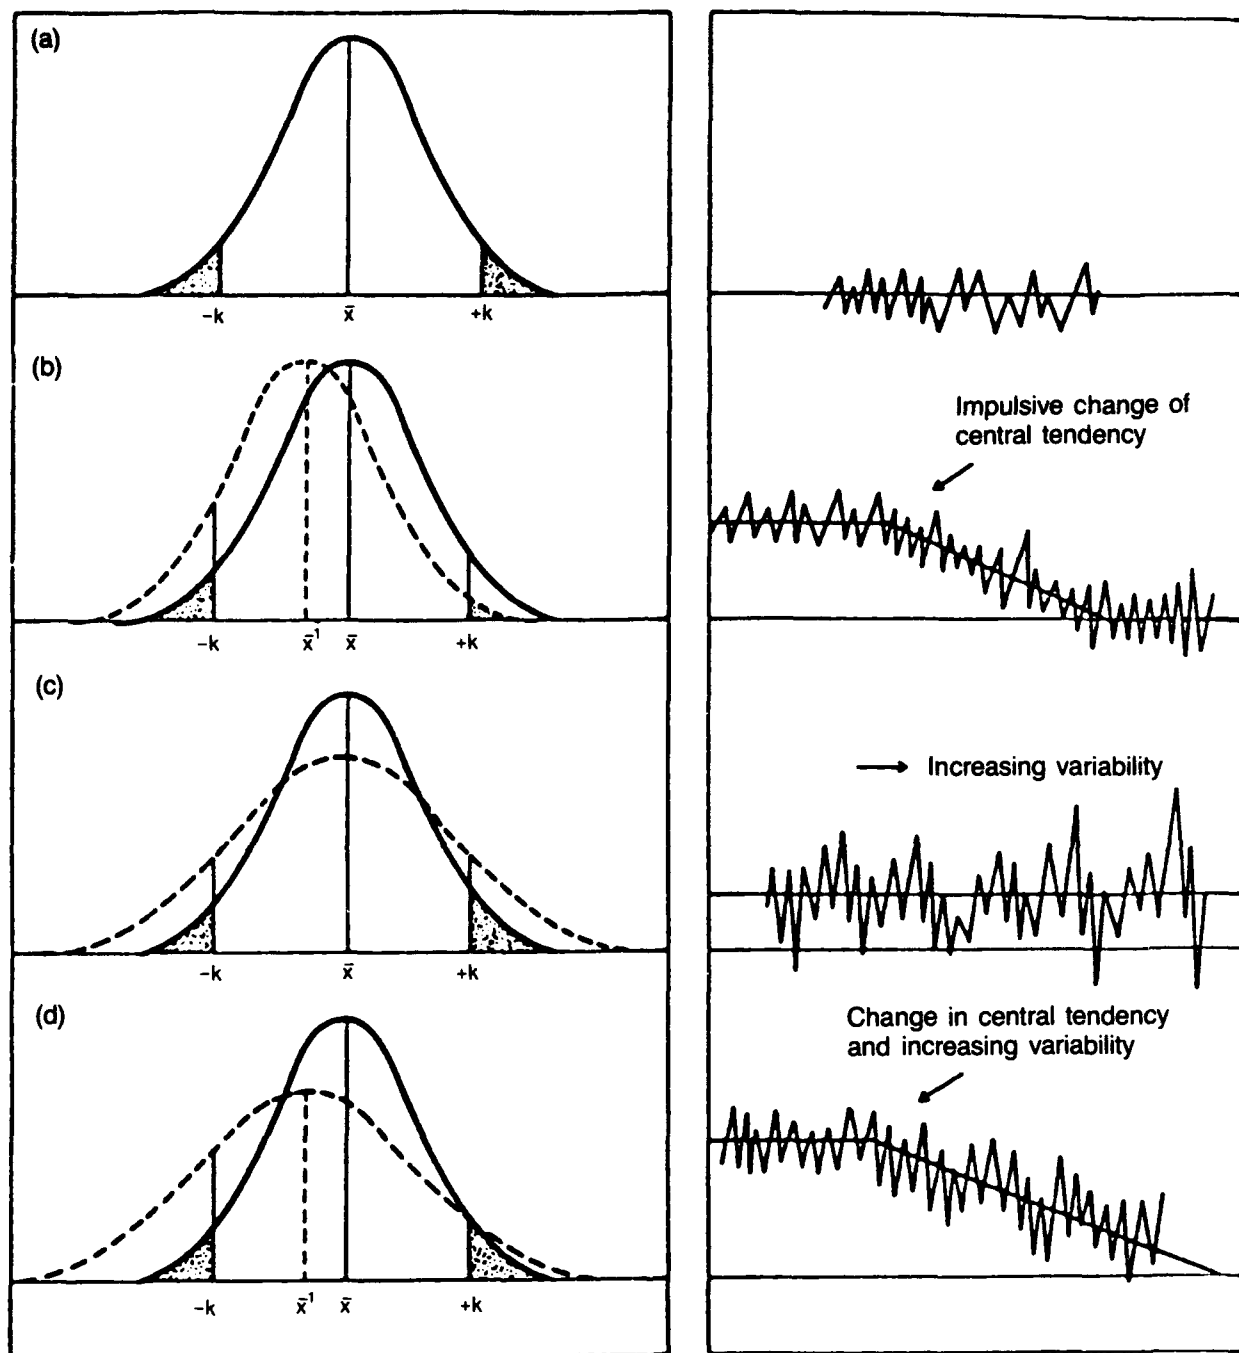 (a)
-k x̄ +k
(b)
Impulsive change of
central tendency
-k x̄¹ x̄ +k
(c)
Increasing variability
-k x̄ +k
(d)
Change in central tendency
and increasing variability
-k x̄¹ x̄ +k